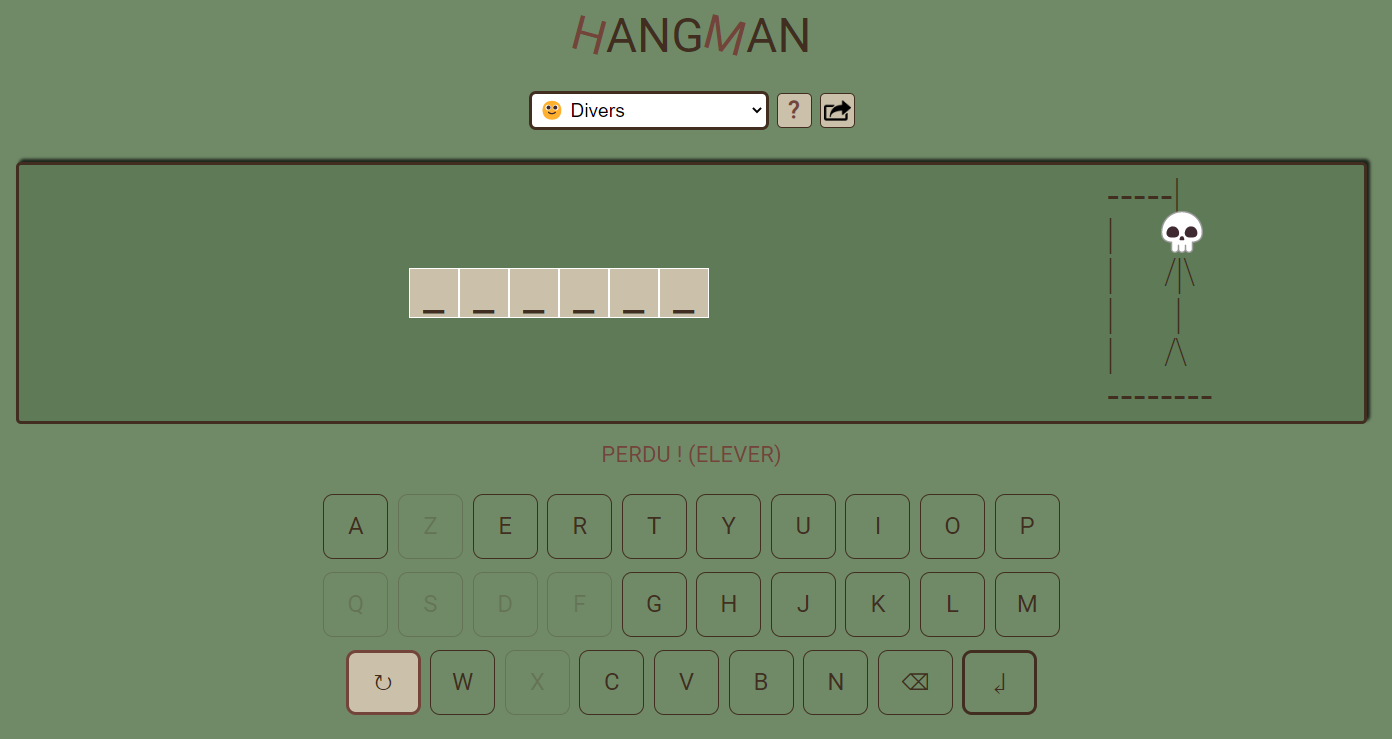 HANGMAN
🙂 Divers ?
_ _ _ _ _ _
PERDU ! (ELEVER)
A Z E R T Y U I O P
Q S D F G H J K L M
↻ W X C V B N ⌫ ↲